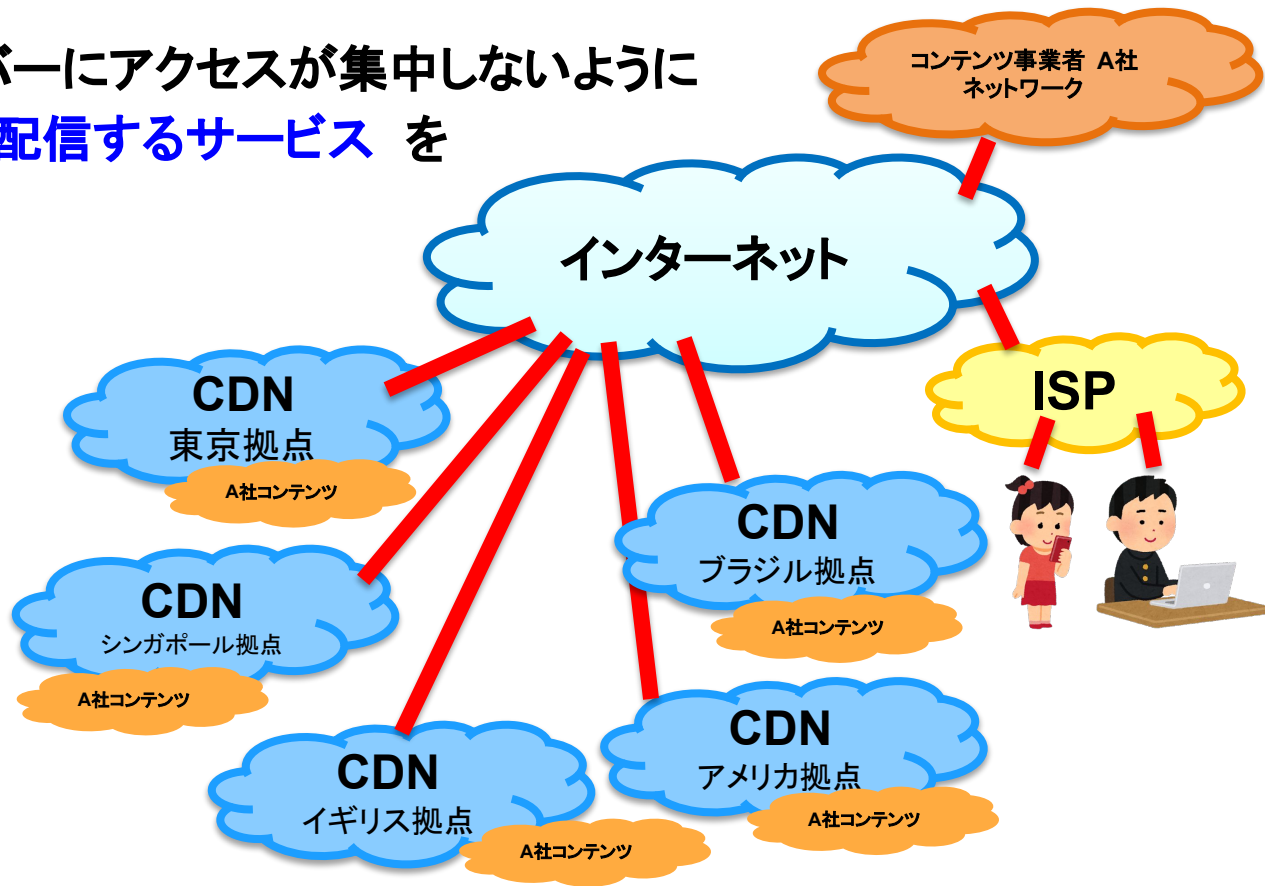 バーにアクセスが集中しないように
配信するサービス を
コンテンツ事業者 A社
ネットワーク
インターネット
ISP
CDN
東京拠点
A社コンテンツ
CDN
ブラジル拠点
A社コンテンツ
CDN
シンガポール拠点
A社コンテンツ
CDN
アメリカ拠点
A社コンテンツ
CDN
イギリス拠点
A社コンテンツ